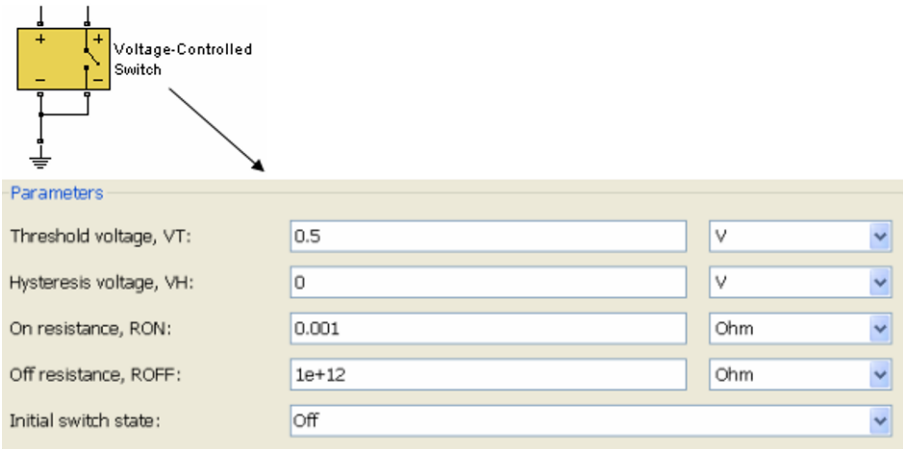 Voltage-Controlled
Switch
Parameters
Threshold voltage, VT: 0.5 V
Hysteresis voltage, VH: 0 V
On resistance, RON: 0.001 Ohm
Off resistance, ROFF: 1e+12 Ohm
Initial switch state: Off